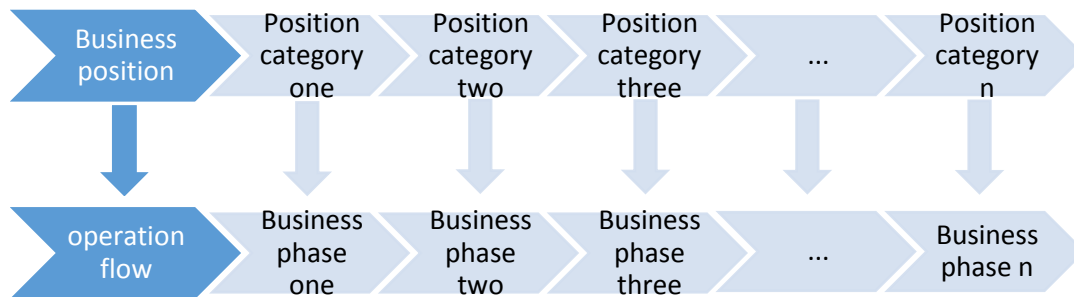 Business
position
Position
category
one
Position
category
two
Position
category
three
...
Position
category
n
operation
flow
Business
phase
one
Business
phase
two
Business
phase
three
...
Business
phase n